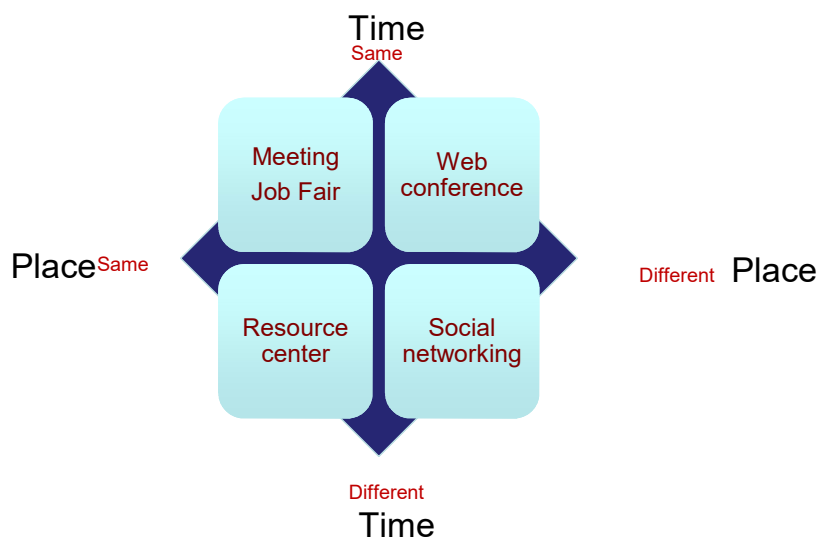 Time
Same
Meeting
Job Fair
Web
conference
Place Same
Different Place
Resource
center
Social
networking
Different
Time